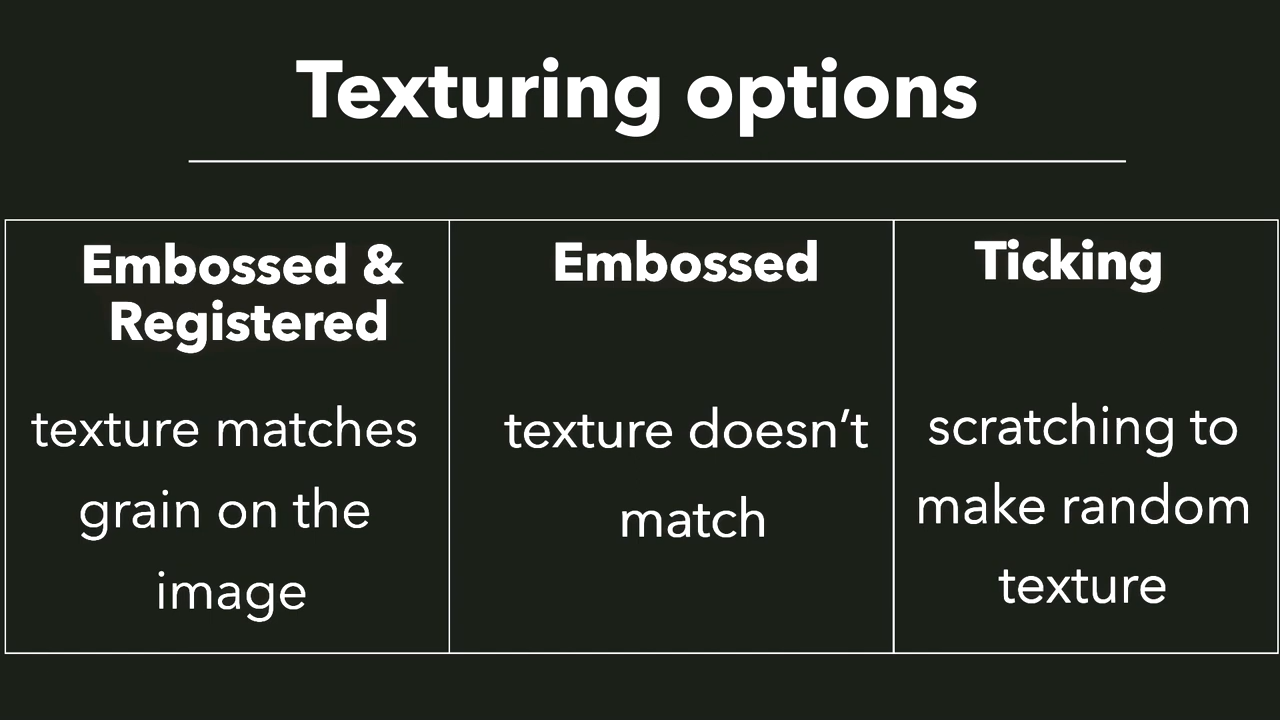 Texturing options
Embossed &
Registered
texture matches
grain on the
image
Embossed
texture doesn’t
match
Ticking
scratching to
make random
texture